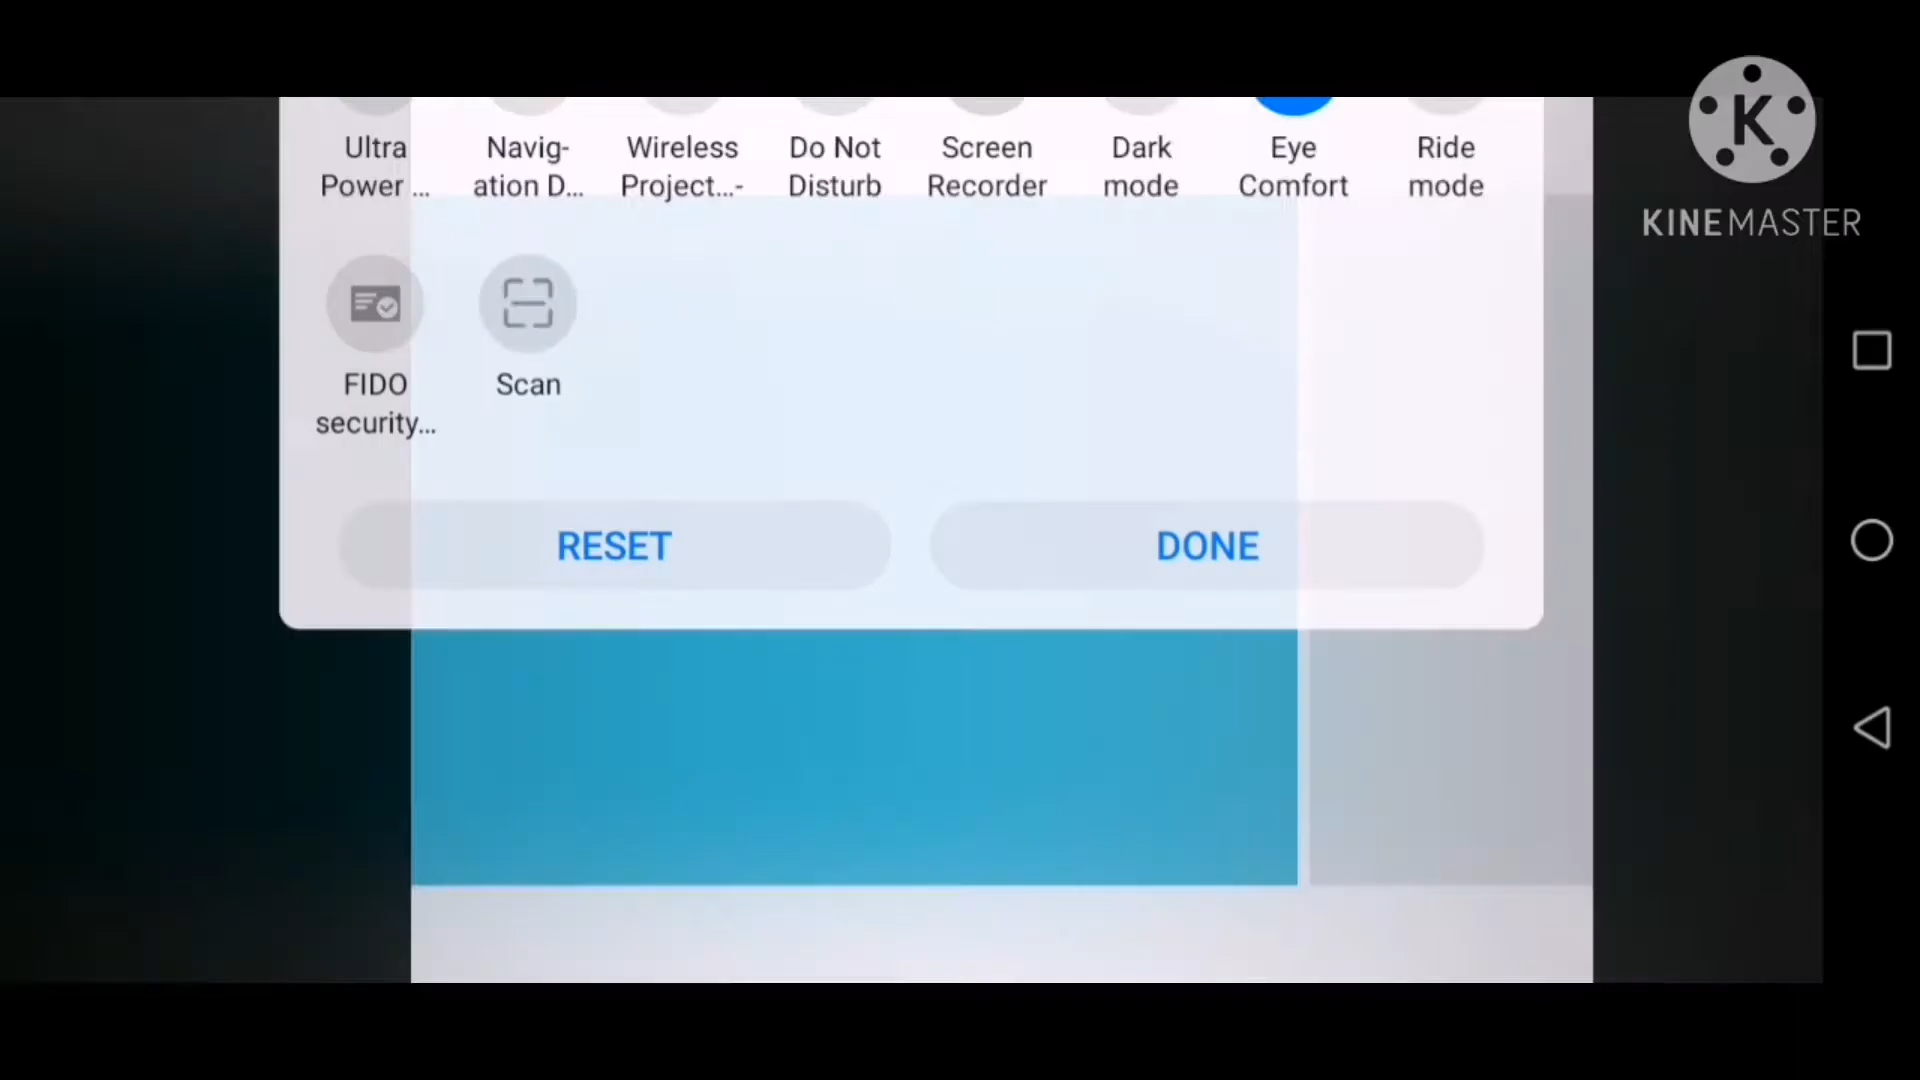 Ultra
Power ...
Navig-
ation D...
Wireless
Project...-
Do Not
Disturb
Screen
Recorder
Dark
mode
Eye
Comfort
Ride
mode
K
KINEMASTER
FIDO
security...
Scan
RESET
DONE